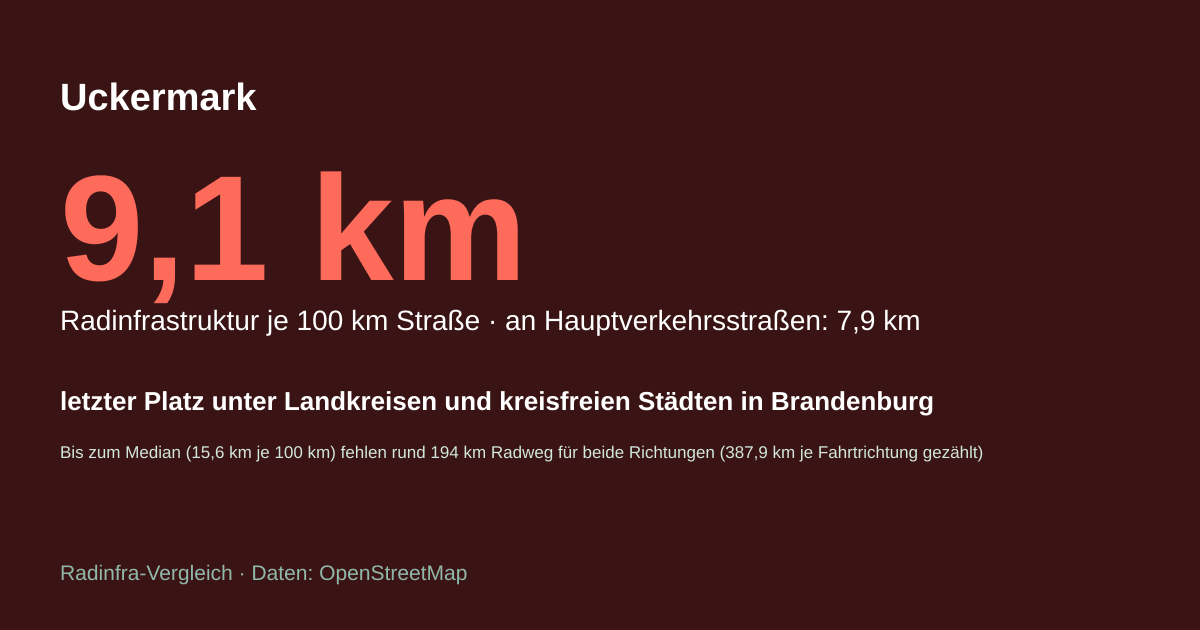 Uckermark
9,1 km
Radinfrastruktur je 100 km Straße · an Hauptverkehrsstraßen: 7,9 km
letzter Platz unter Landkreisen und kreisfreien Städten in Brandenburg
Bis zum Median (15,6 km je 100 km) fehlen rund 194 km Radweg für beide Richtungen (387,9 km je Fahrtrichtung gezählt)
Radinfra-Vergleich · Daten: OpenStreetMap